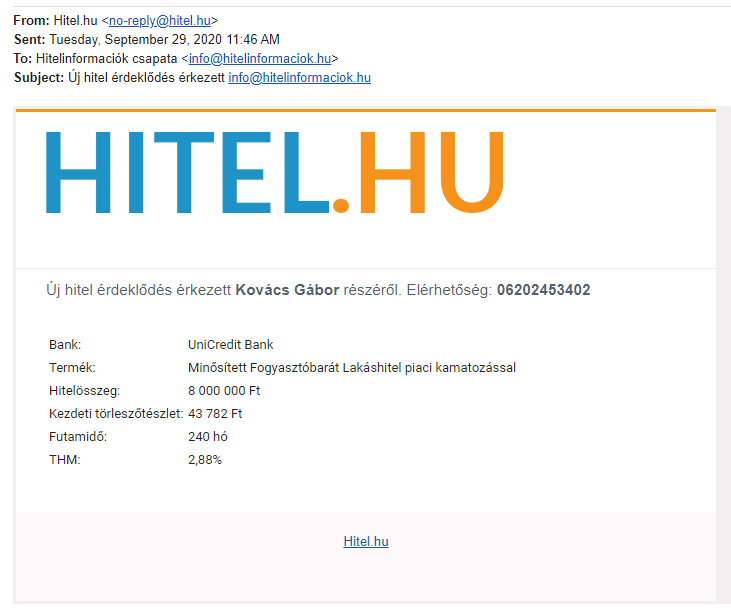 From: Hitel.hu <no-reply@hitel.hu>
Sent: Tuesday, September 29, 2020 11:46 AM
To: Hitelinformaciók csapata <info@hitelinformaciok.hu>
Subject: Új hitel érdeklődés érkezett info@hitelinformaciok.hu
HITEL.HU
Új hitel érdeklődés érkezett Kovács Gábor részéről. Elérhetőség: 06202453402
Bank: UniCredit Bank
Termék: Minősített Fogyasztóbarát Lakáshitel piaci kamatozással
Hitelösszeg: 8 000 000 Ft
Kezdeti törlesztőtészlet: 43 782 Ft
Futamidő: 240 hó
THM: 2,88%
Hitel.hu